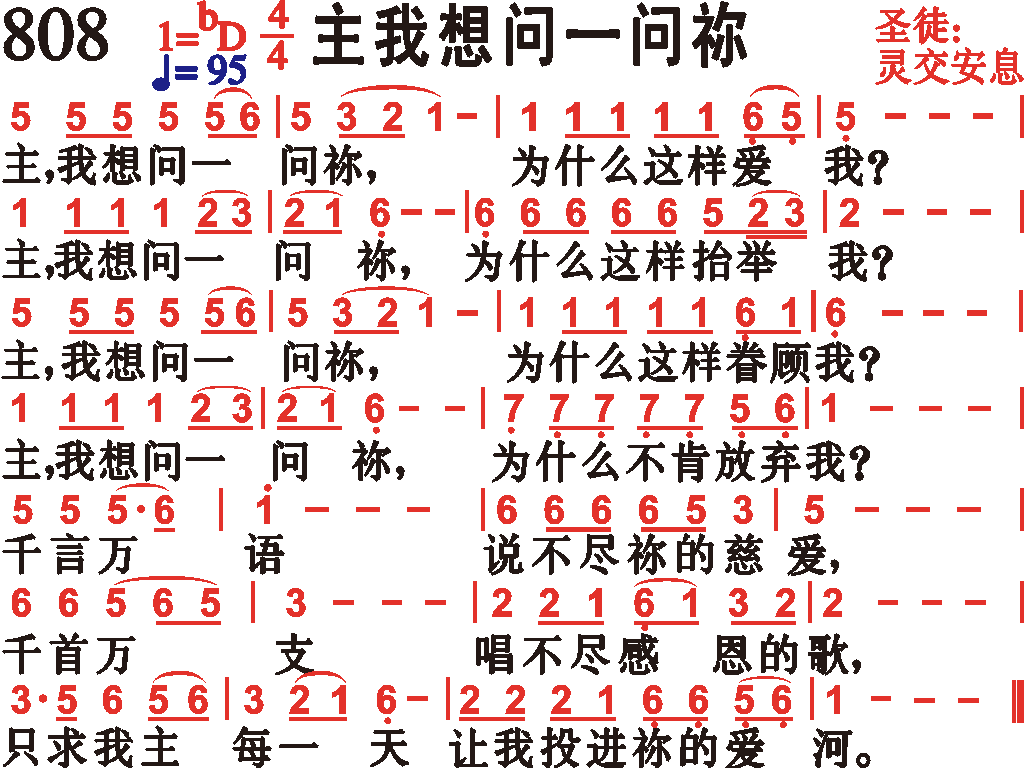 808 1=bD 4/4 主我想问一问祢 圣徒:
♩=95 灵交安息
5 5 5 5 5 6 | 5 3 2 1 - | 1 1 1 1 1 6 5 | 5 - - - |
主,我想问一 问祢, 为什么这样爱 我?
1 1 1 1 2 3 | 2 1 6 - - | 6 6 6 6 6 5 2 3 | 2 - - - |
主,我想问一 问 祢, 为什么这样抬举 我?
5 5 5 5 5 6 | 5 3 2 1 - | 1 1 1 1 1 6 1 | 6 - - - |
主,我想问一 问祢, 为什么这样眷顾我?
1 1 1 1 2 3 | 2 1 6 - - | 7 7 7 7 7 5 6 | 1 - - - |
主,我想问一 问 祢, 为什么不肯放弃我?
5 5 5·6 | 1 - - - | 6 6 6 6 5 3 | 5 - - - |
千言万 语 说不尽祢的慈 爱,
6 6 5 6 5 | 3 - - - | 2 2 1 6 1 3 2 | 2 - - - |
千首万 支 唱不尽感 恩的歌,
3·5 6 5 6 | 3 2 1 6 - | 2 2 2 1 6 6 5 6 | 1 - - - ‖
只求我主 每一 天 让我投进祢的爱 河。